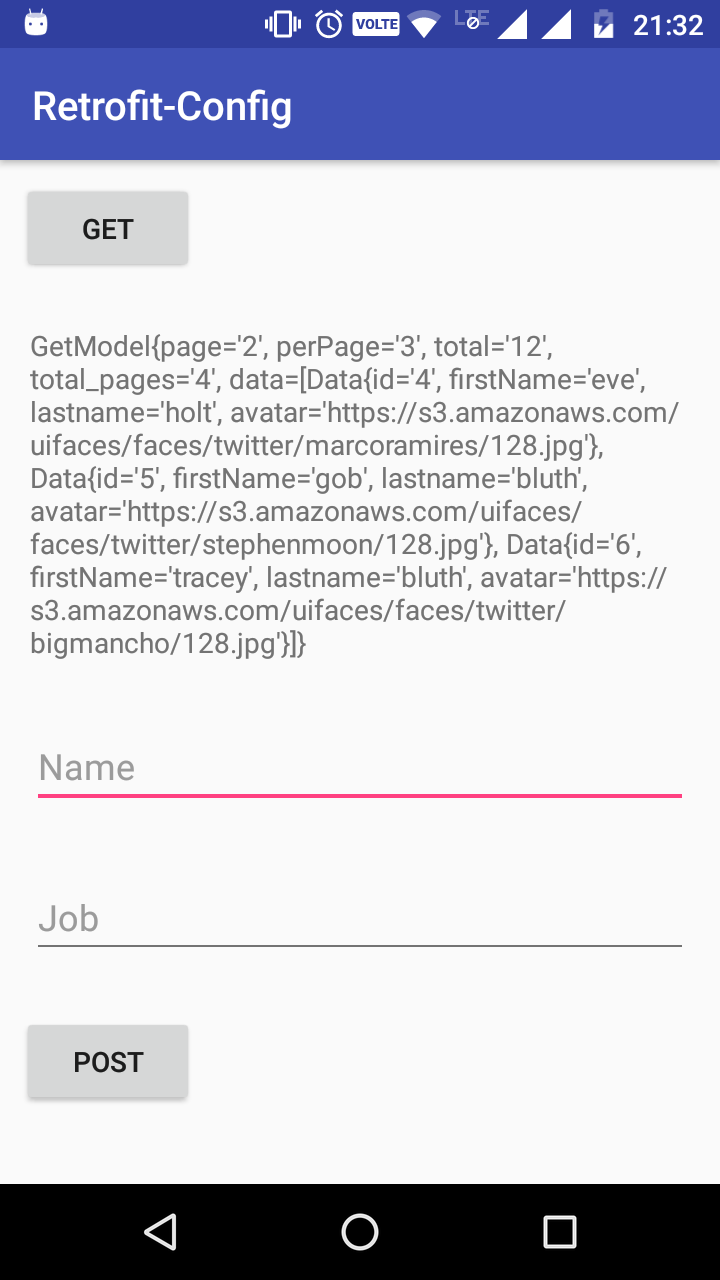 VOLTE LTE 21:32
Retrofit-Config
GET
GetModel{page='2', perPage='3', total='12',
total_pages='4', data=[Data{id='4', firstName='eve',
lastname='holt', avatar='https://s3.amazonaws.com/
uifaces/faces/twitter/marcoramires/128.jpg'},
Data{id='5', firstName='gob', lastname='bluth',
avatar='https://s3.amazonaws.com/uifaces/
faces/twitter/stephenmoon/128.jpg'}, Data{id='6',
firstName='tracey', lastname='bluth', avatar='https://
s3.amazonaws.com/uifaces/faces/twitter/
bigmancho/128.jpg'}]}
Name
Job
POST